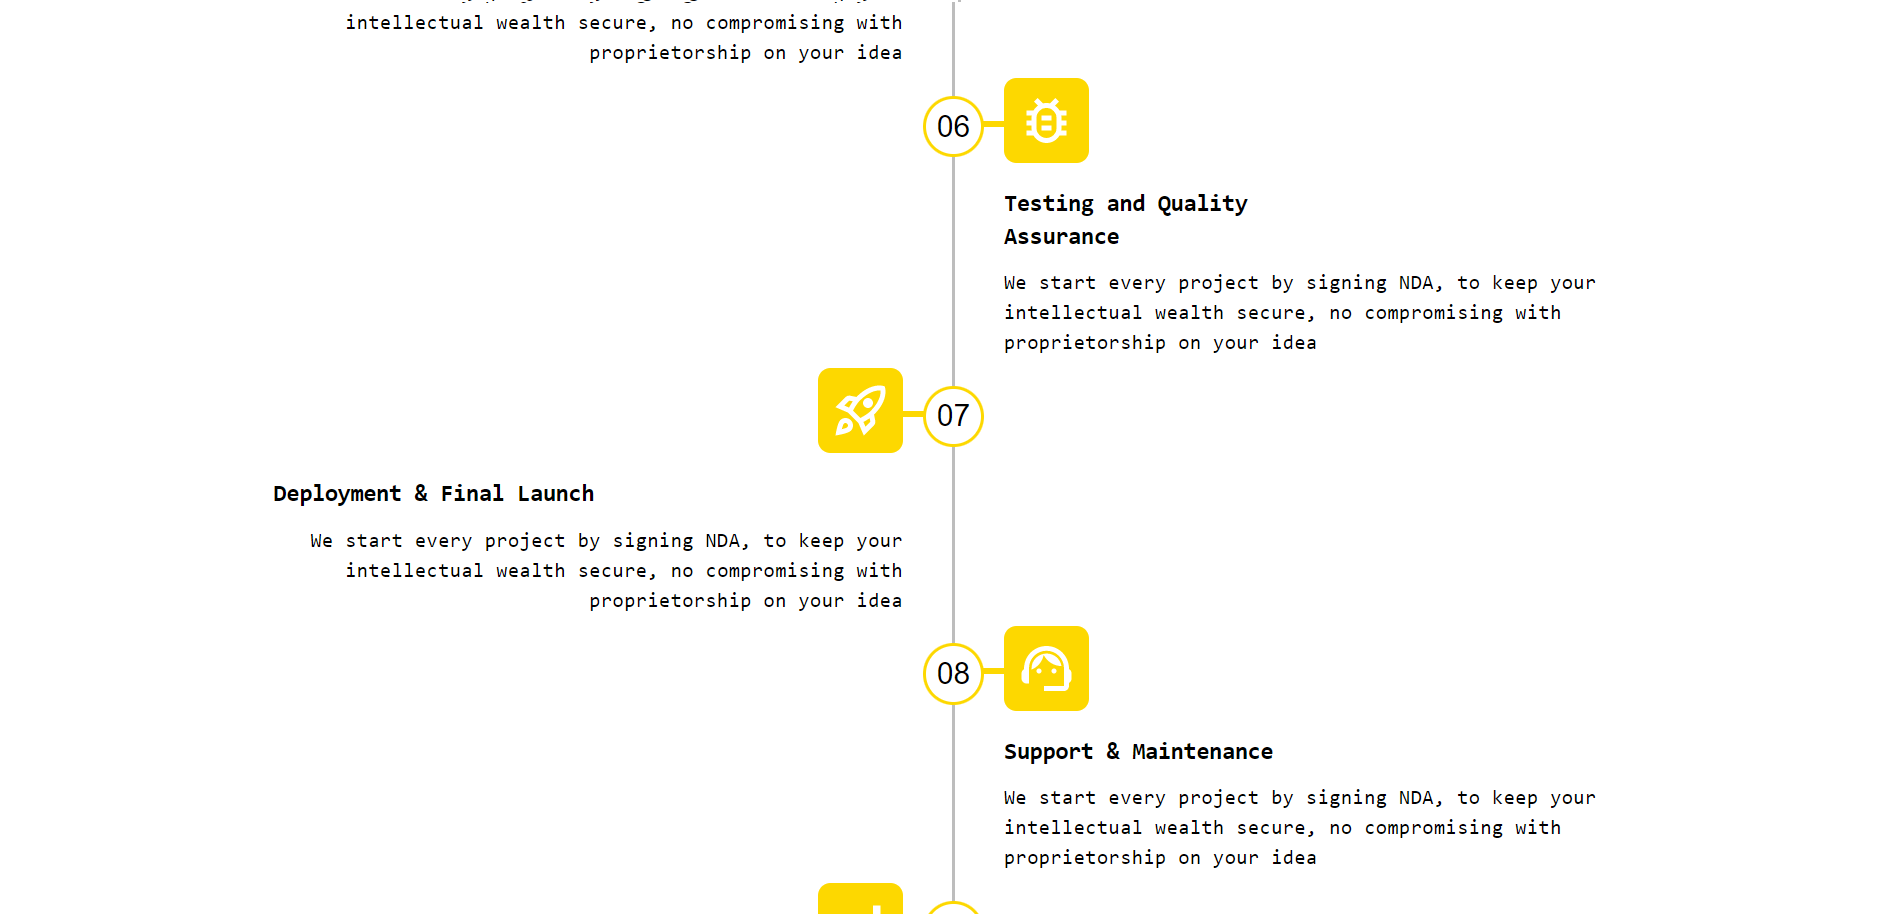 intellectual wealth secure, no compromising with
proprietorship on your idea
06
Testing and Quality
Assurance
We start every project by signing NDA, to keep your
intellectual wealth secure, no compromising with
proprietorship on your idea
07
Deployment & Final Launch
We start every project by signing NDA, to keep your
intellectual wealth secure, no compromising with
proprietorship on your idea
08
Support & Maintenance
We start every project by signing NDA, to keep your
intellectual wealth secure, no compromising with
proprietorship on your idea